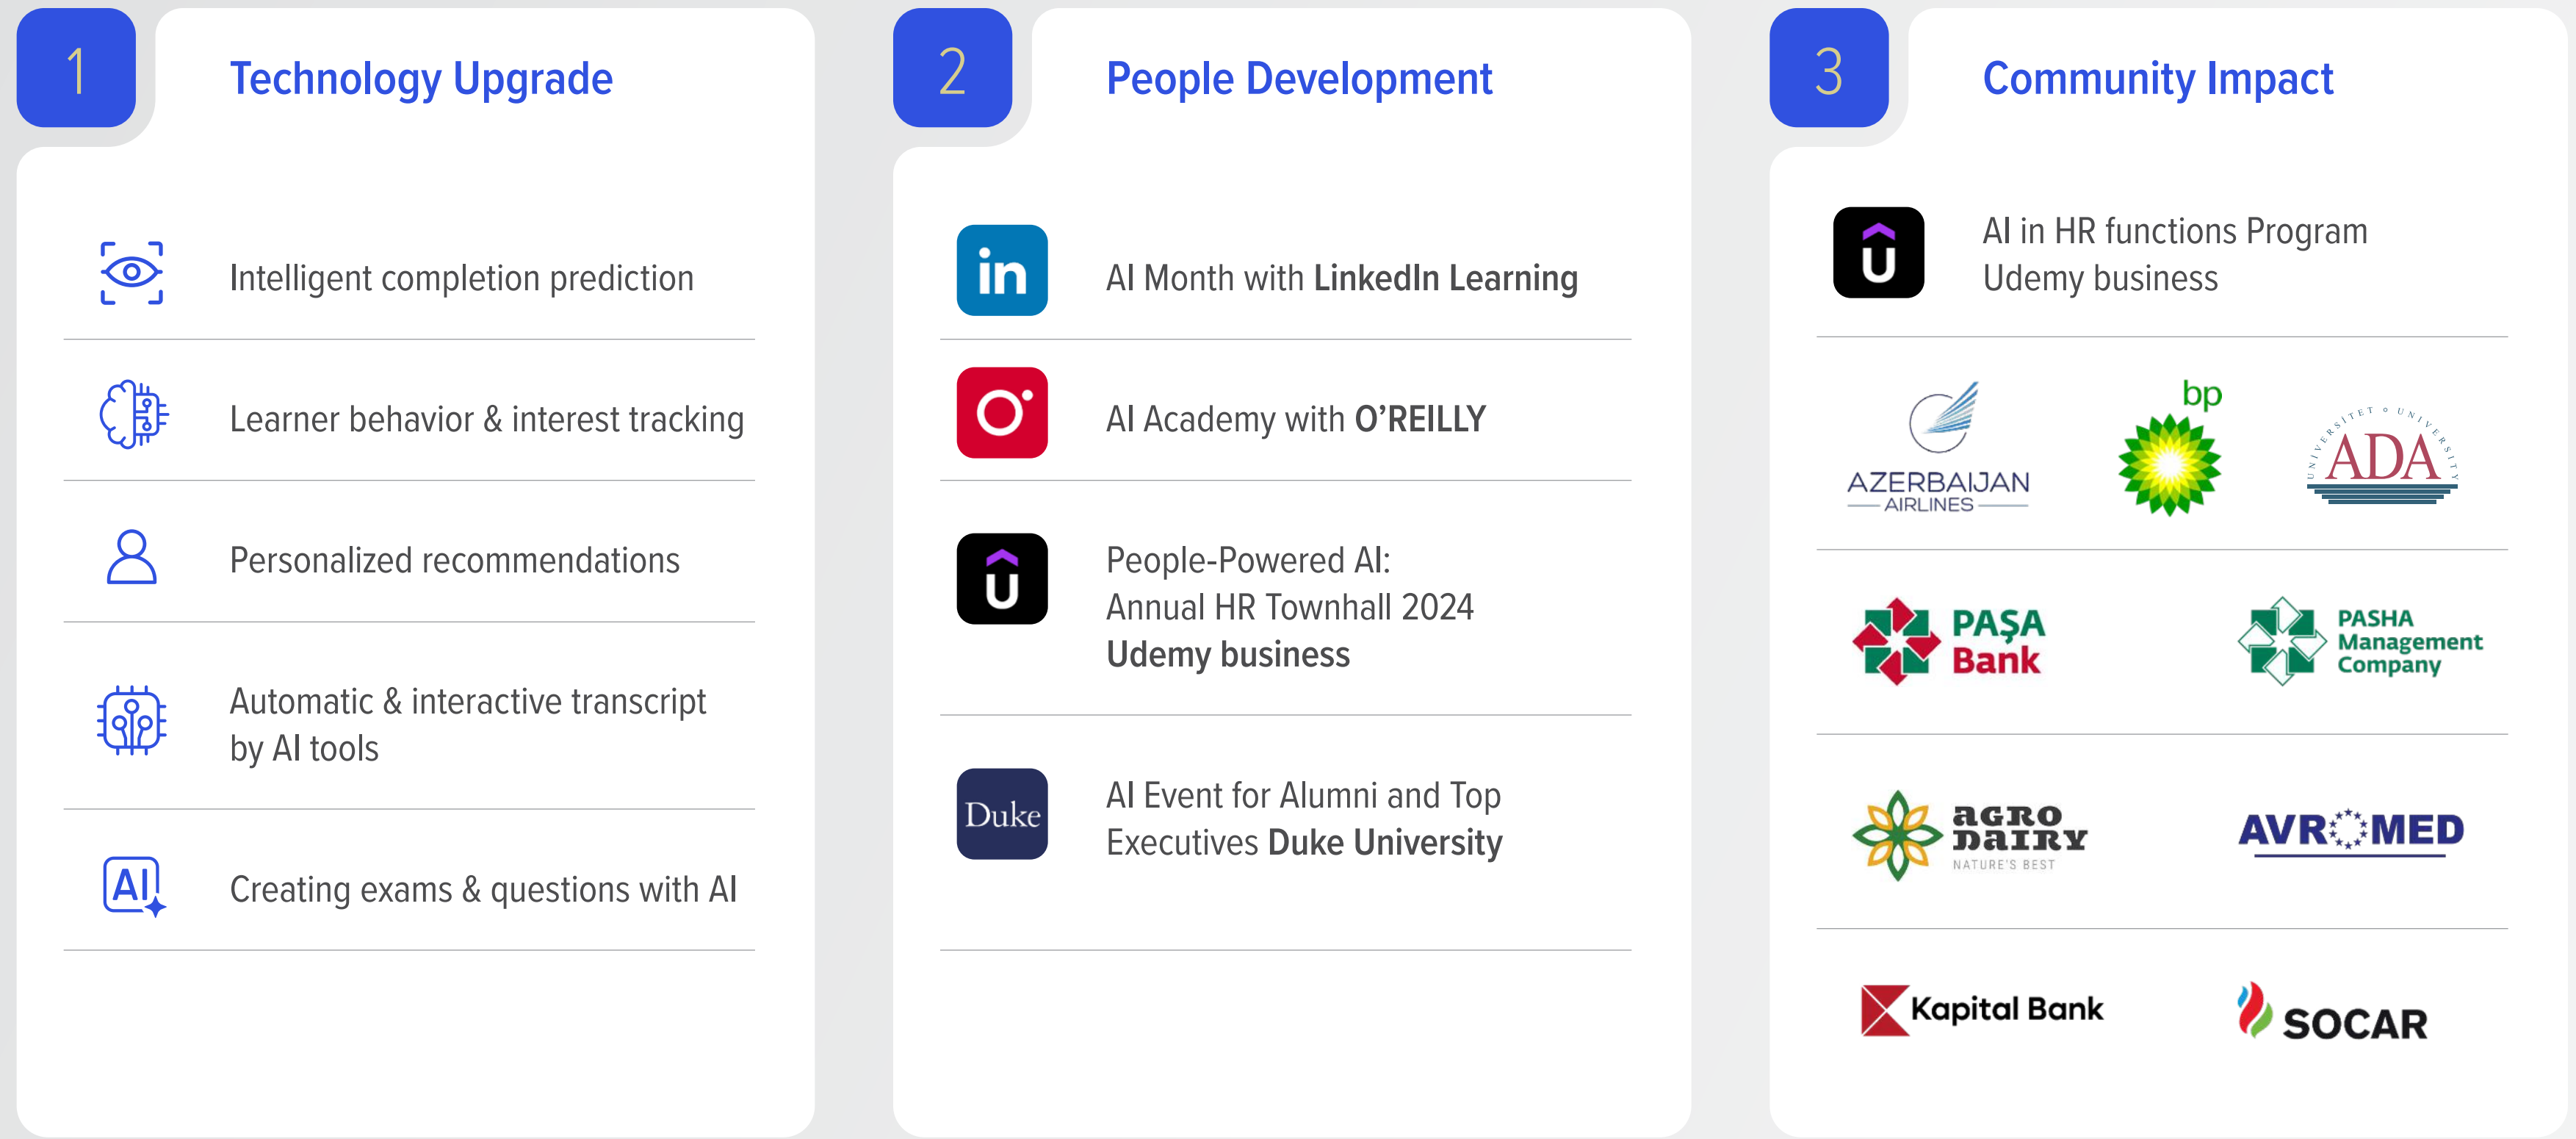 1
Technology Upgrade
Intelligent completion prediction
Learner behavior & interest tracking
Personalized recommendations
Automatic & interactive transcript
by AI tools
AI
Creating exams & questions with AI
2
People Development
in
AI Month with LinkedIn Learning
AI Academy with O’REILLY
u
People-Powered AI:
Annual HR Townhall 2024
Udemy business
Duke
AI Event for Alumni and Top
Executives Duke University
3
Community Impact
u
AI in HR functions Program
Udemy business
AZERBAIJAN
AIRLINES
bp
UNIVERSITET o UNIVERSITY
ADA
PAŞA
Bank
PASHA
Management
Company
AGRO
DAIRY
NATURE'S BEST
AVROMED
Kapital Bank
SOCAR